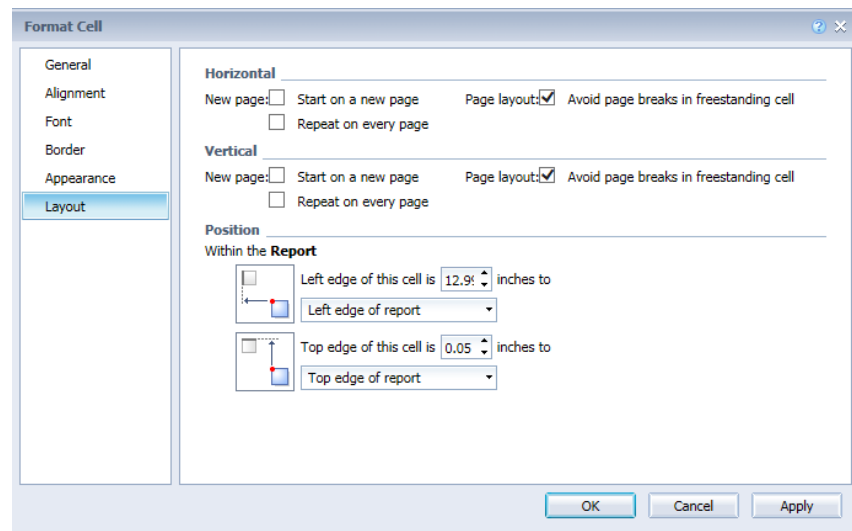 Format Cell
General
Alignment
Font
Border
Appearance
Layout
Horizontal
New page: Start on a new page Page layout: Avoid page breaks in freestanding cell
Repeat on every page
Vertical
New page: Start on a new page Page layout: Avoid page breaks in freestanding cell
Repeat on every page
Position
Within the Report
Left edge of this cell is inches to
Left edge of report
Top edge of this cell is 0.05 inches to
Top edge of report
OK Cancel Apply